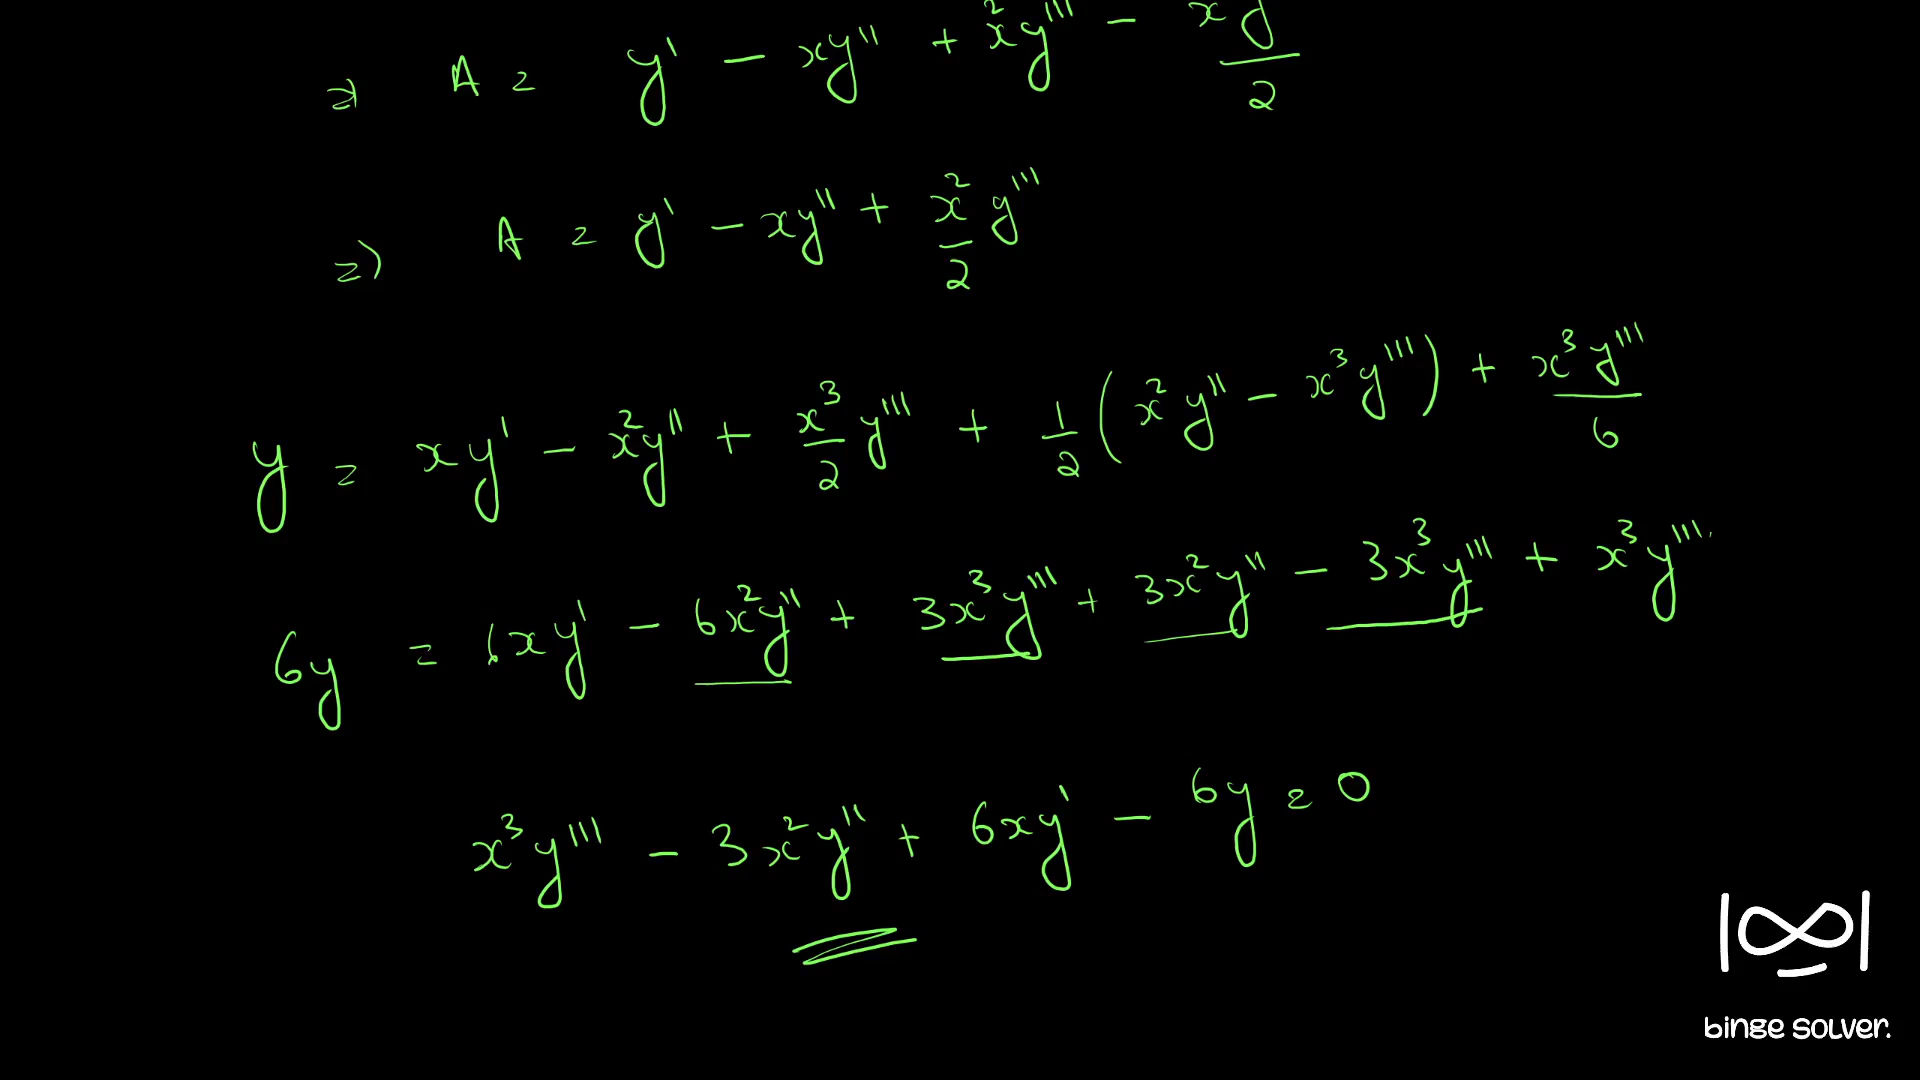 ⇒) A = y' - xy'' + x²y''' - x y / 2
⇒) A = y' - xy'' + x²/2 y'''
y = xy' - x²y'' + x³/2 y''' + 1/2 (x²y'' - x³y''') + x³y'''/6
6y = 6xy' - 6x²y'' + 3x³y''' + 3x²y'' - 3x³y''' + x³y'''
x³y''' - 3x²y'' + 6xy' - 6y = 0
binge solver.